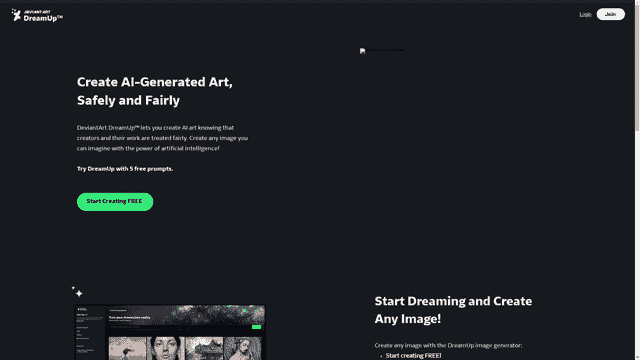 DEVIANT ART
DreamUp™
Login
Join
Create AI-Generated Art,
Safely and Fairly
DeviantArt DreamUp™ lets you create AI art knowing that
creators and their work are treated fairly. Create any image you
can imagine with the power of artificial intelligence!
Try DreamUp with 5 free prompts.
Start Creating FREE
Start Dreaming and Create
Any Image!
Create any image with the DreamUp image generator:
• Start creating FREE!